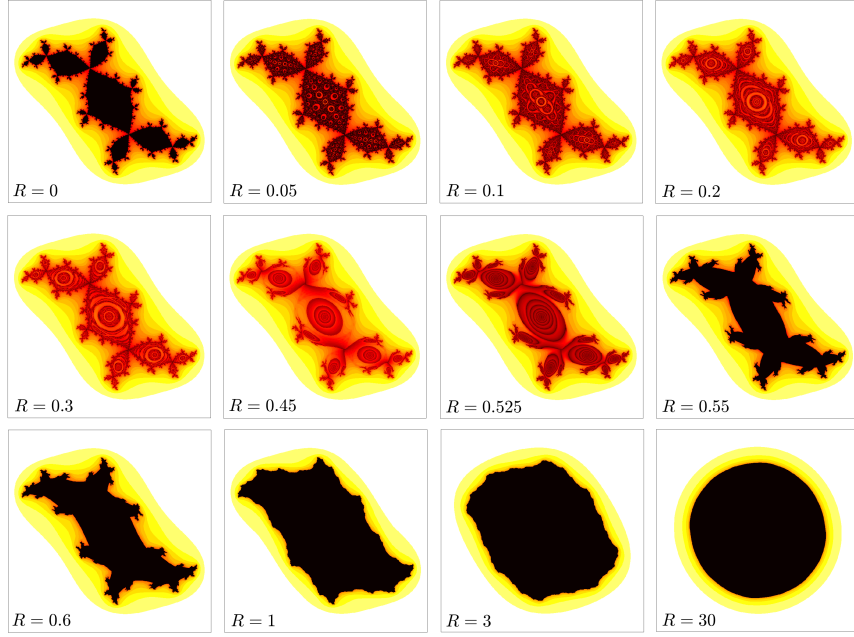 R = 0
R = 0.05
R = 0.1
R = 0.2
R = 0.3
R = 0.45
R = 0.525
R = 0.55
R = 0.6
R = 1
R = 3
R = 30